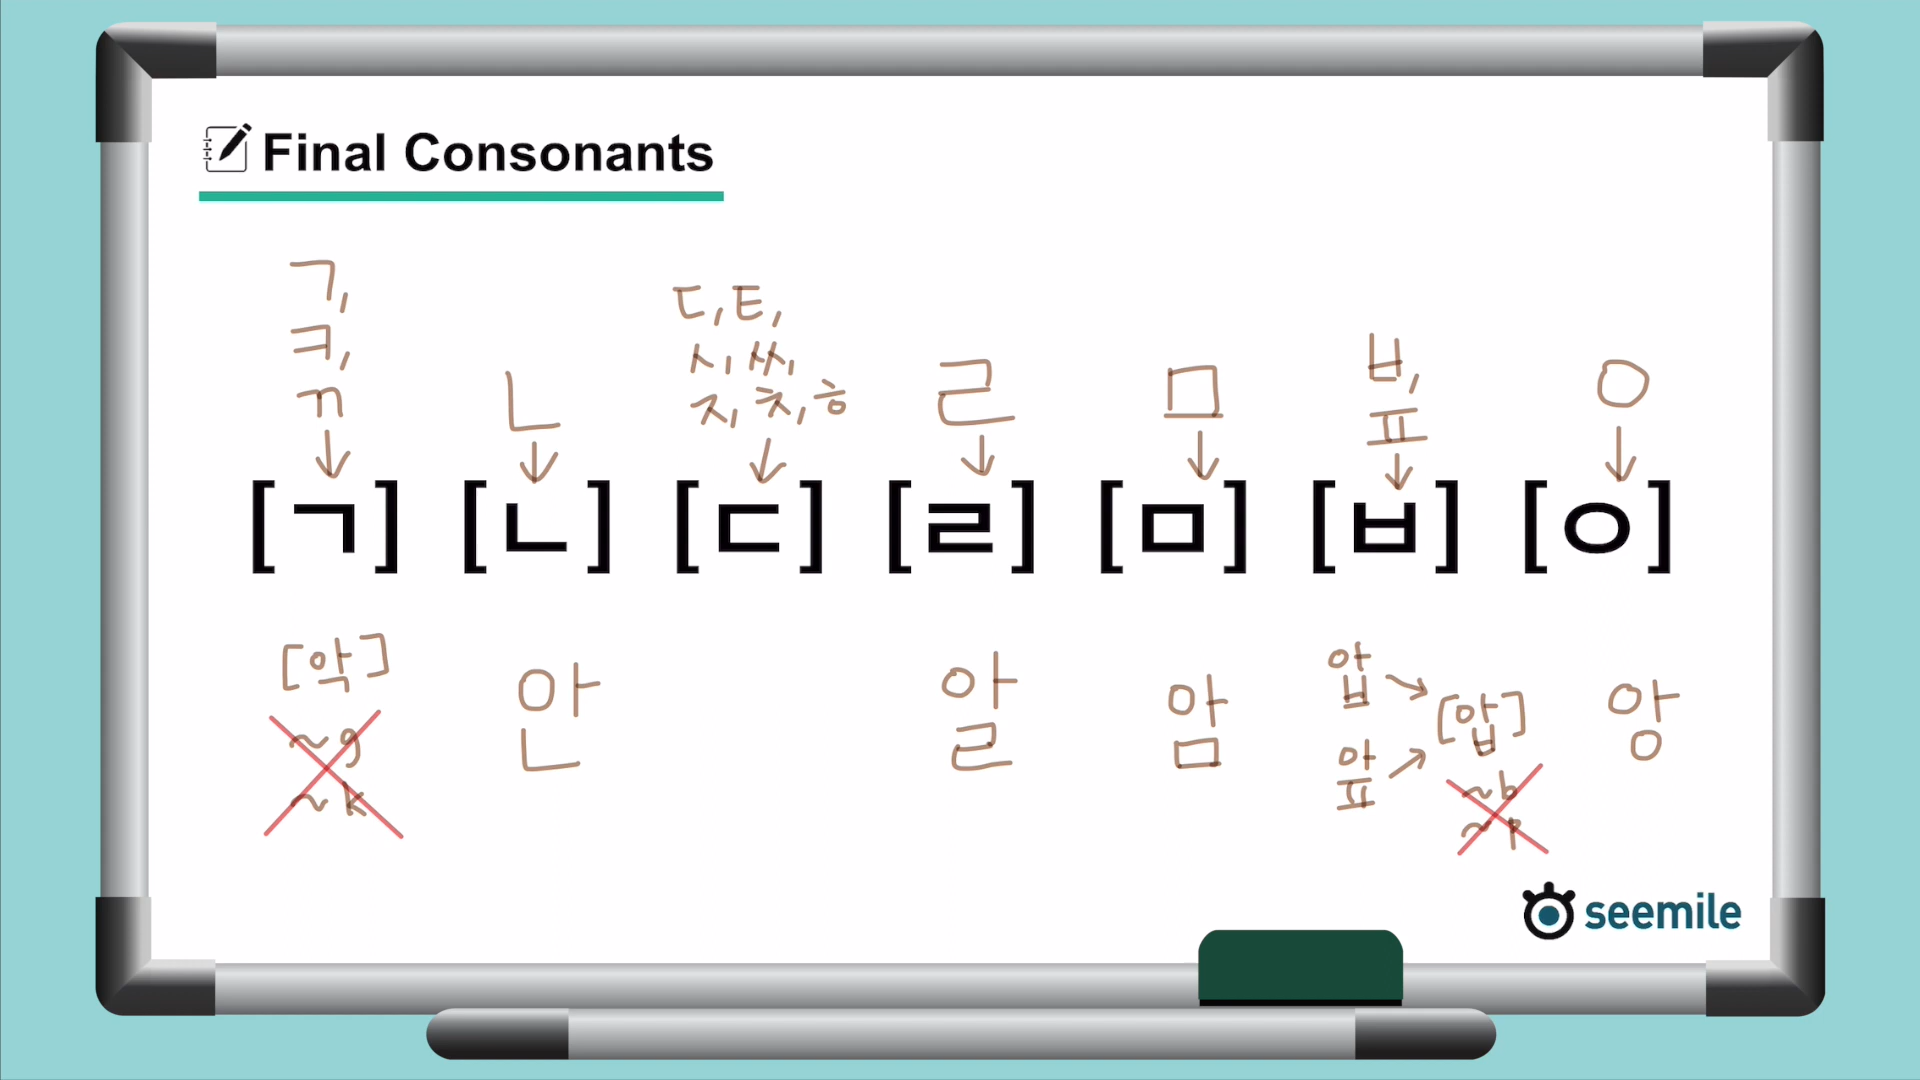 Final Consonants
ㄱ,
ㅋ,
ㄲ
ㄴ
ㄷ, ㅌ,
ㅅ, ㅆ,
ㅈ, ㅊ, ㅎ
ㄹ
ㅁ
ㅂ,
ㅍ
ㅇ
[ㄱ] [ㄴ] [ㄷ] [ㄹ] [ㅁ] [ㅂ] [ㅇ]
[악]
~g
~k
안
알
암
압
앞
[압]
~b
~p
앙
seemile